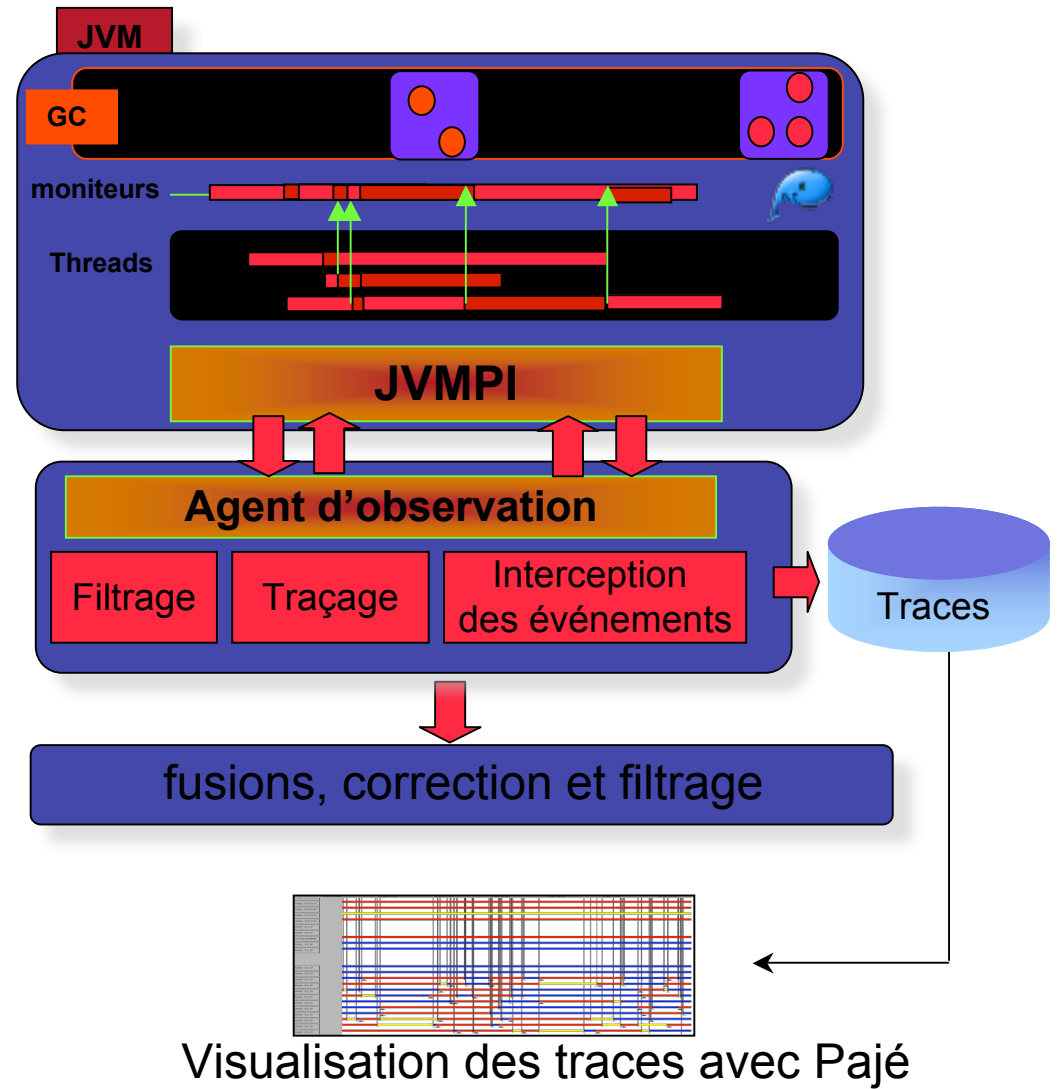 JVM
GC
moniteurs
Threads
JVMPI
Agent d’observation
Filtrage
Traçage
Interception
des événements
Traces
fusions, correction et filtrage
Visualisation des traces avec Pajé